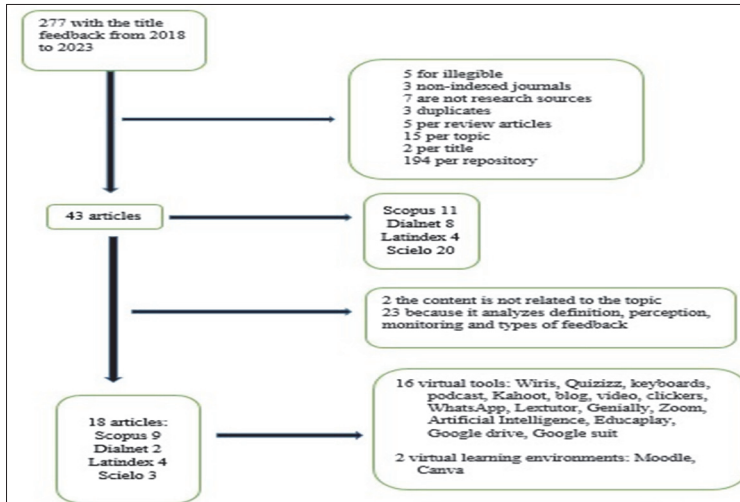 277 with the title
feedback from 2018
to 2023
5 for illegible
3 non-indexed journals
7 are not research sources
3 duplicates
5 per review articles
15 per topic
2 per title
194 per repository
43 articles
Scopus 11
Dialnet 8
Latindex 4
Scielo 20
2 the content is not related to the topic
23 because it analyzes definition, perception,
monitoring and types of feedback
18 articles:
Scopus 9
Dialnet 2
Latindex 4
Scielo 3
16 virtual tools: Wiris, Quizizz, keyboards,
podcast, Kahoot, blog, video, clickers,
WhatsApp, Lextutor, Genially, Zoom,
Artificial Intelligence, Educaplay,
Google drive, Google suit
2 virtual learning environments: Moodle,
Canva